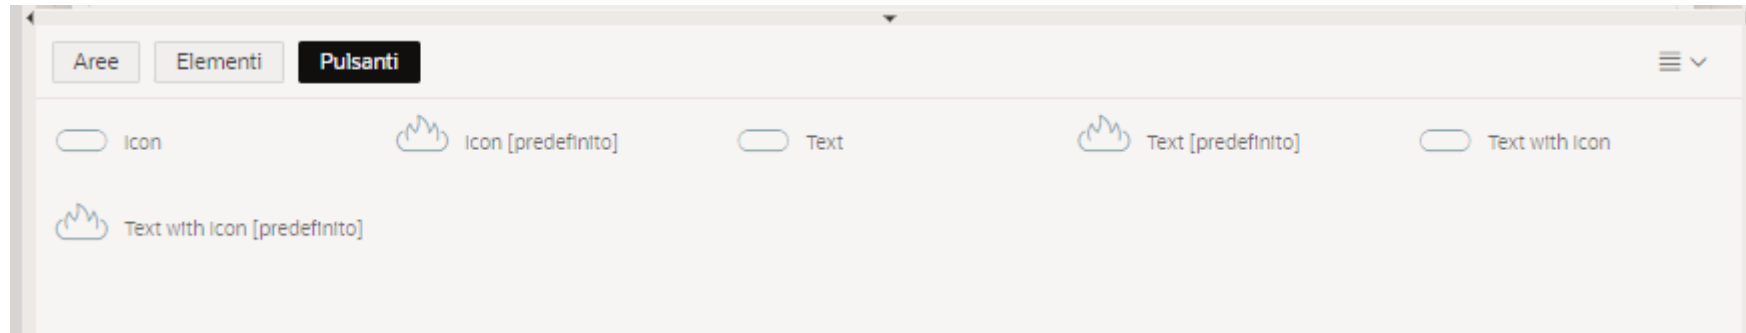 Aree Elementi Pulsanti
Icon Icon [predefinito] Text Text [predefinito] Text with Icon
Text with Icon [predefinito]